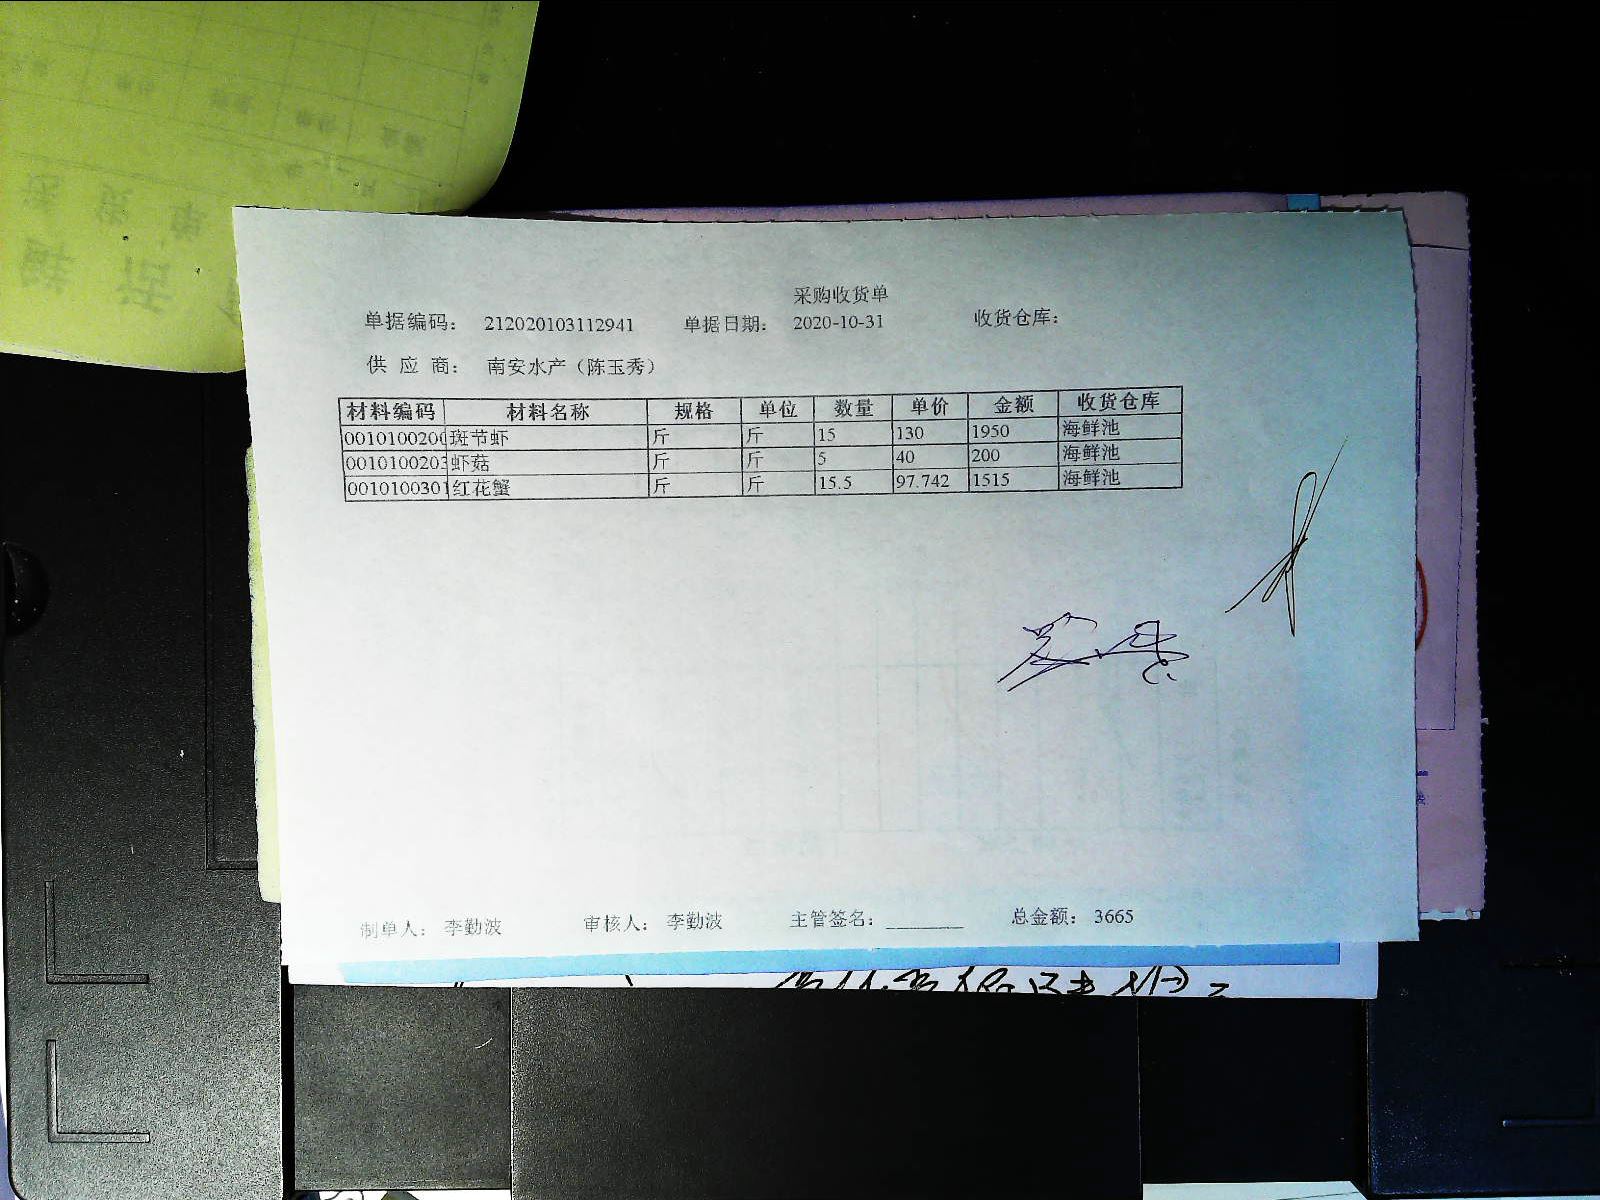 采购收货单
单据编码: 212020103112941 单据日期: 2020-10-31 收货仓库:
供 应 商: 南安水产(陈玉秀)
材料编码 材料名称 规格 单位 数量 单价 金额 收货仓库
001010020 斑节虾 斤 斤 15 130 1950 海鲜池
001010203 虾菇 斤 斤 5 40 200 海鲜池
0010100301 红花蟹 斤 斤 15.5 97.742 1515 海鲜池
制单人: 李勤波 审核人: 李勤波 主管签名: 总金额: 3665